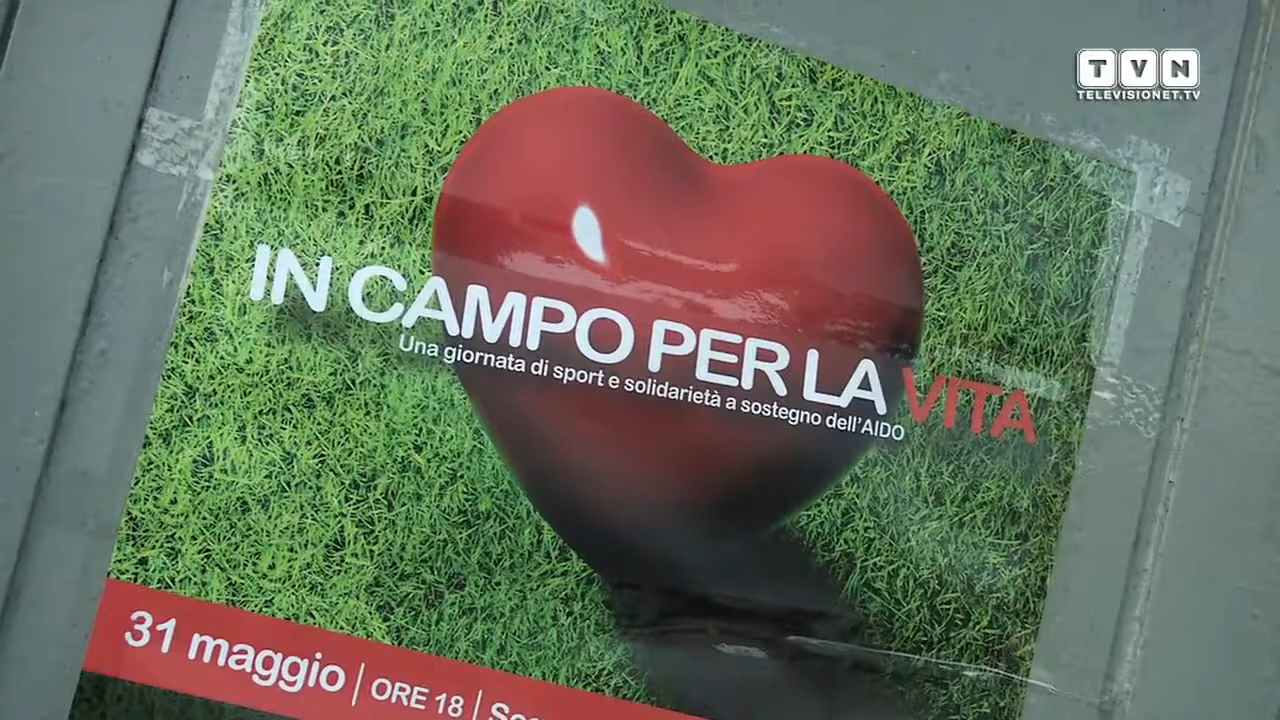 TVN
TELEVISIONET.TV
IN CAMPO PER LA VITA
Una giornata di sport e solidarietà a sostegno dell'AIDO
31 maggio | ORE 18 |